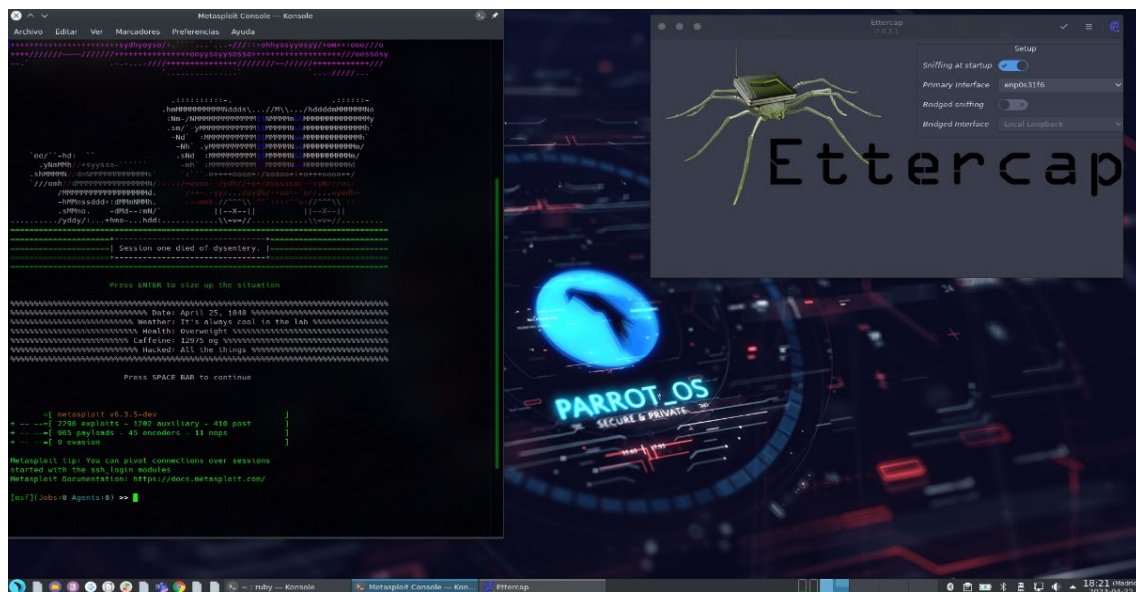 Metasploit Console — Konsole
Archivo Editar Ver Marcadores Preferencias Ayuda
| Session one died of dysentery. |
Press ENTER to size up the situation
Date: April 25, 1848
Weather: It's always cool in the lab
Health: Overweight
Caffeine: 12975 mg
Hacked: All the things
Press SPACE BAR to continue
=[ metasploit v6.3.5-dev ]
+ -- --=[ 2296 exploits - 1202 auxiliary - 410 post ]
+ -- --=[ 965 payloads - 45 encoders - 11 nops ]
+ -- --=[ 9 evasion ]
Metasploit tip: You can pivot connections over sessions
started with the ssh_login modules
Metasploit Documentation: https://docs.metasploit.com/
[msf](Jobs:0 Agents:0) >>
Ettercap
0.8.3.1
Setup
Sniffing at startup
Primary Interface enp0s31f6
Bridged sniffing
Bridged Interface Local Loopback
Ettercap
PARROT_OS
SECURE & PRIVATE
~ : ruby — Konsole
Metasploit Console — Kon...
Ettercap
18:21 (Madrid